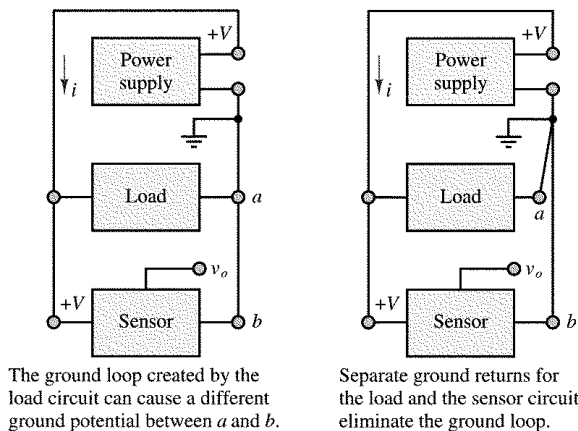 +V
Power
supply
i
Load
a
v_o
+V
Sensor
b
The ground loop created by the
load circuit can cause a different
ground potential between a and b.
+V
Power
supply
i
Load
a
v_o
+V
Sensor
b
Separate ground returns for
the load and the sensor circuit
eliminate the ground loop.